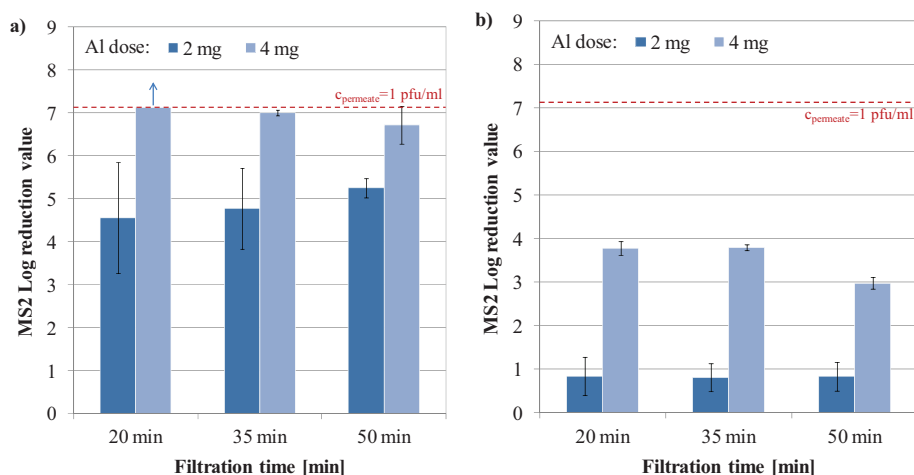 a)
Al dose: 2 mg 4 mg
MS2 Log reduction value
9
8
7
6
5
4
3
2
1
0
cpermeate=1 pfu/ml
20 min 35 min 50 min
Filtration time [min]
b)
Al dose: 2 mg 4 mg
MS2 Log reduction value
9
8
7
6
5
4
3
2
1
0
cpermeate=1 pfu/ml
20 min 35 min 50 min
Filtration time [min]